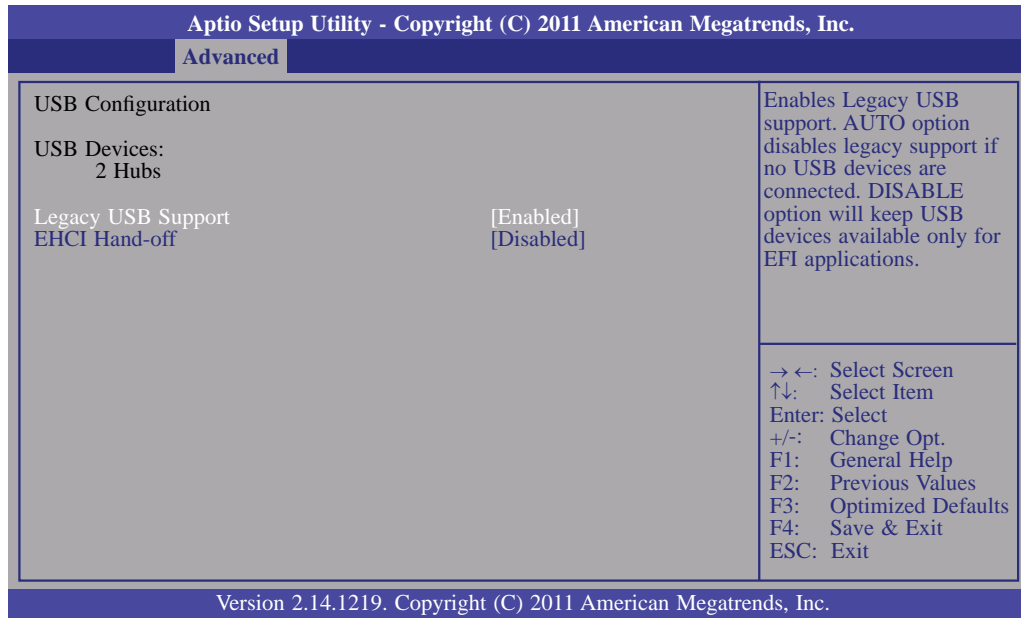 Aptio Setup Utility - Copyright (C) 2011 American Megatrends, Inc.
Advanced
USB Configuration
USB Devices:
2 Hubs
Legacy USB Support [Enabled]
EHCI Hand-off [Disabled]
Enables Legacy USB
support. AUTO option
disables legacy support if
no USB devices are
connected. DISABLE
option will keep USB
devices available only for
EFI applications.
→←: Select Screen
↑↓: Select Item
Enter: Select
+/-: Change Opt.
F1: General Help
F2: Previous Values
F3: Optimized Defaults
F4: Save & Exit
ESC: Exit
Version 2.14.1219. Copyright (C) 2011 American Megatrends, Inc.